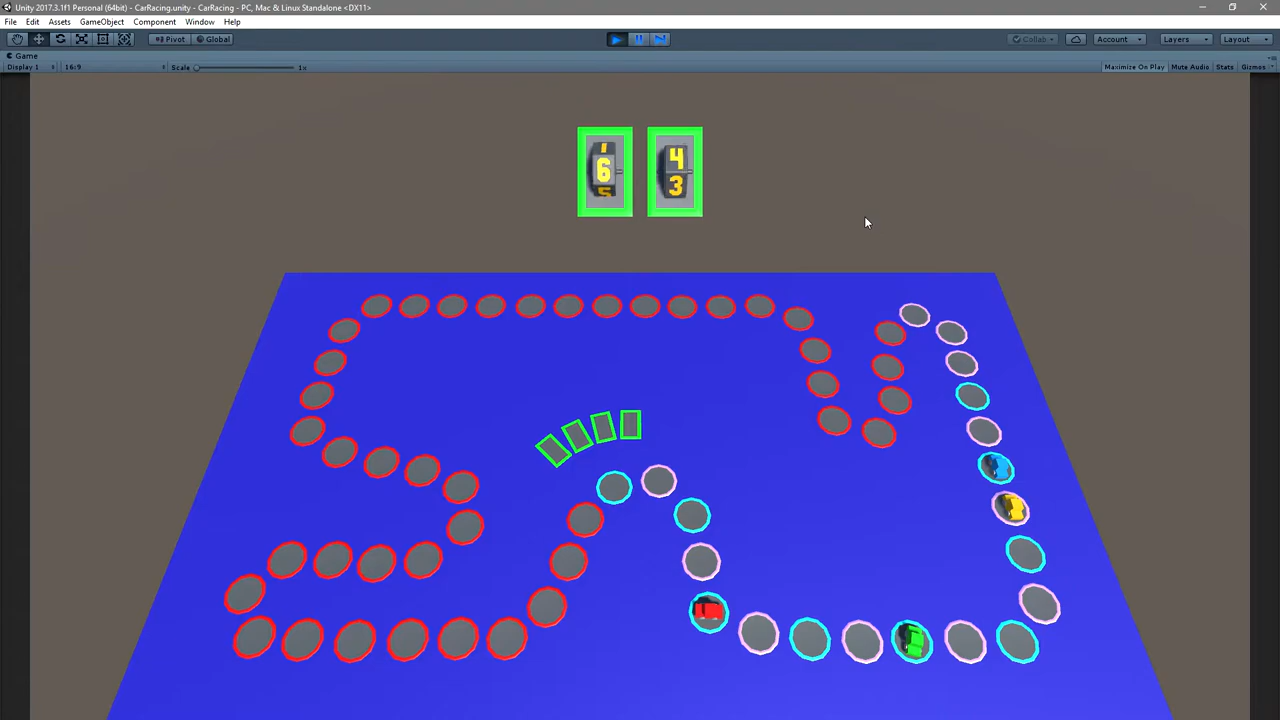 Unity 2017.3.1f1 Personal (64bit) - CarRacing.unity - CarRacing - PC, Mac & Linux Standalone <DX11>
File Edit Assets GameObject Component Window Help
Pivot Global Collab Account Layers Layout
Game
Display 1 16:9 Scale 1x Maximize On Play Mute Audio Stats Gizmos
1 4
6
5 3